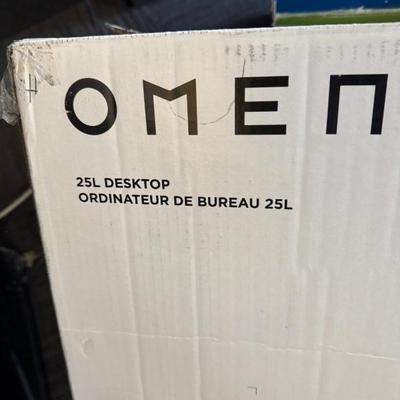 OMEN
25L DESKTOP
ORDINATEUR DE BUREAU 25L